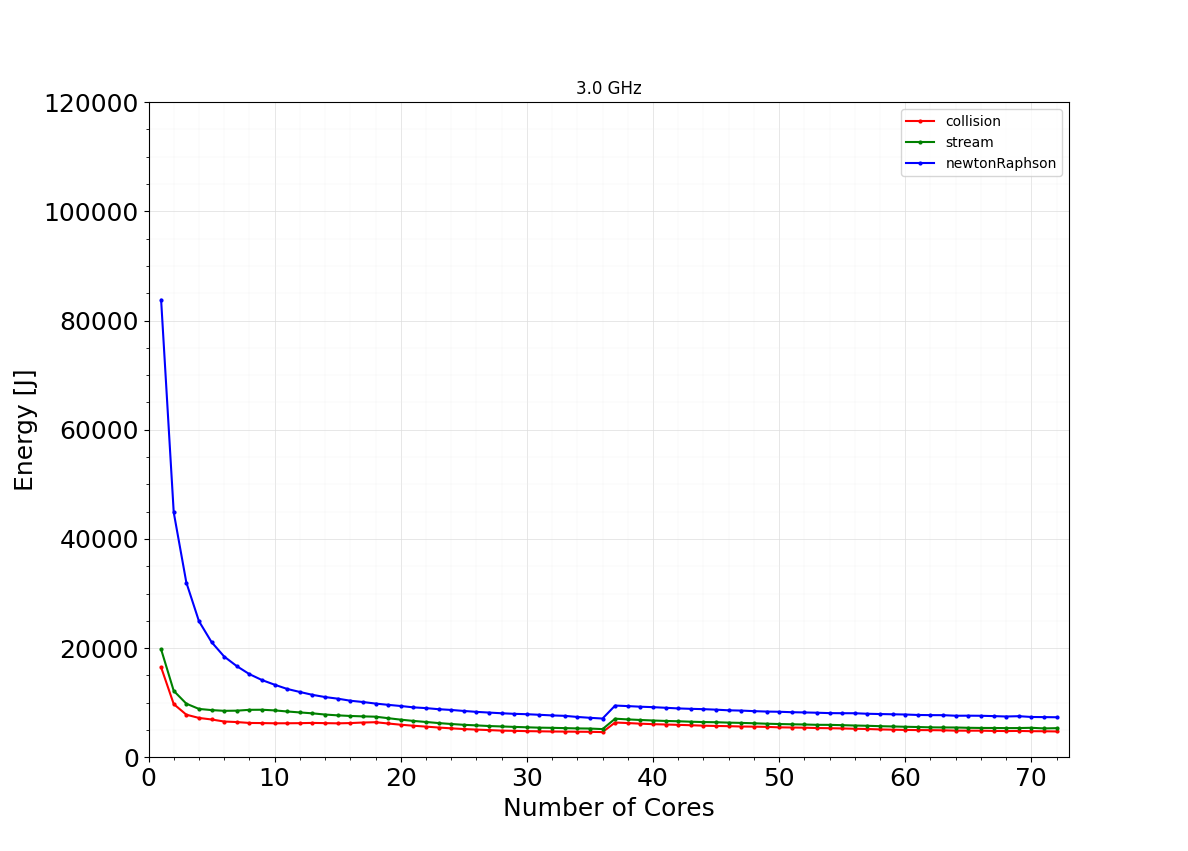 3.0 GHz
120000
100000
80000
60000
40000
20000
0
Energy [J]
collision
stream
newtonRaphson
0 10 20 30 40 50 60 70
Number of Cores